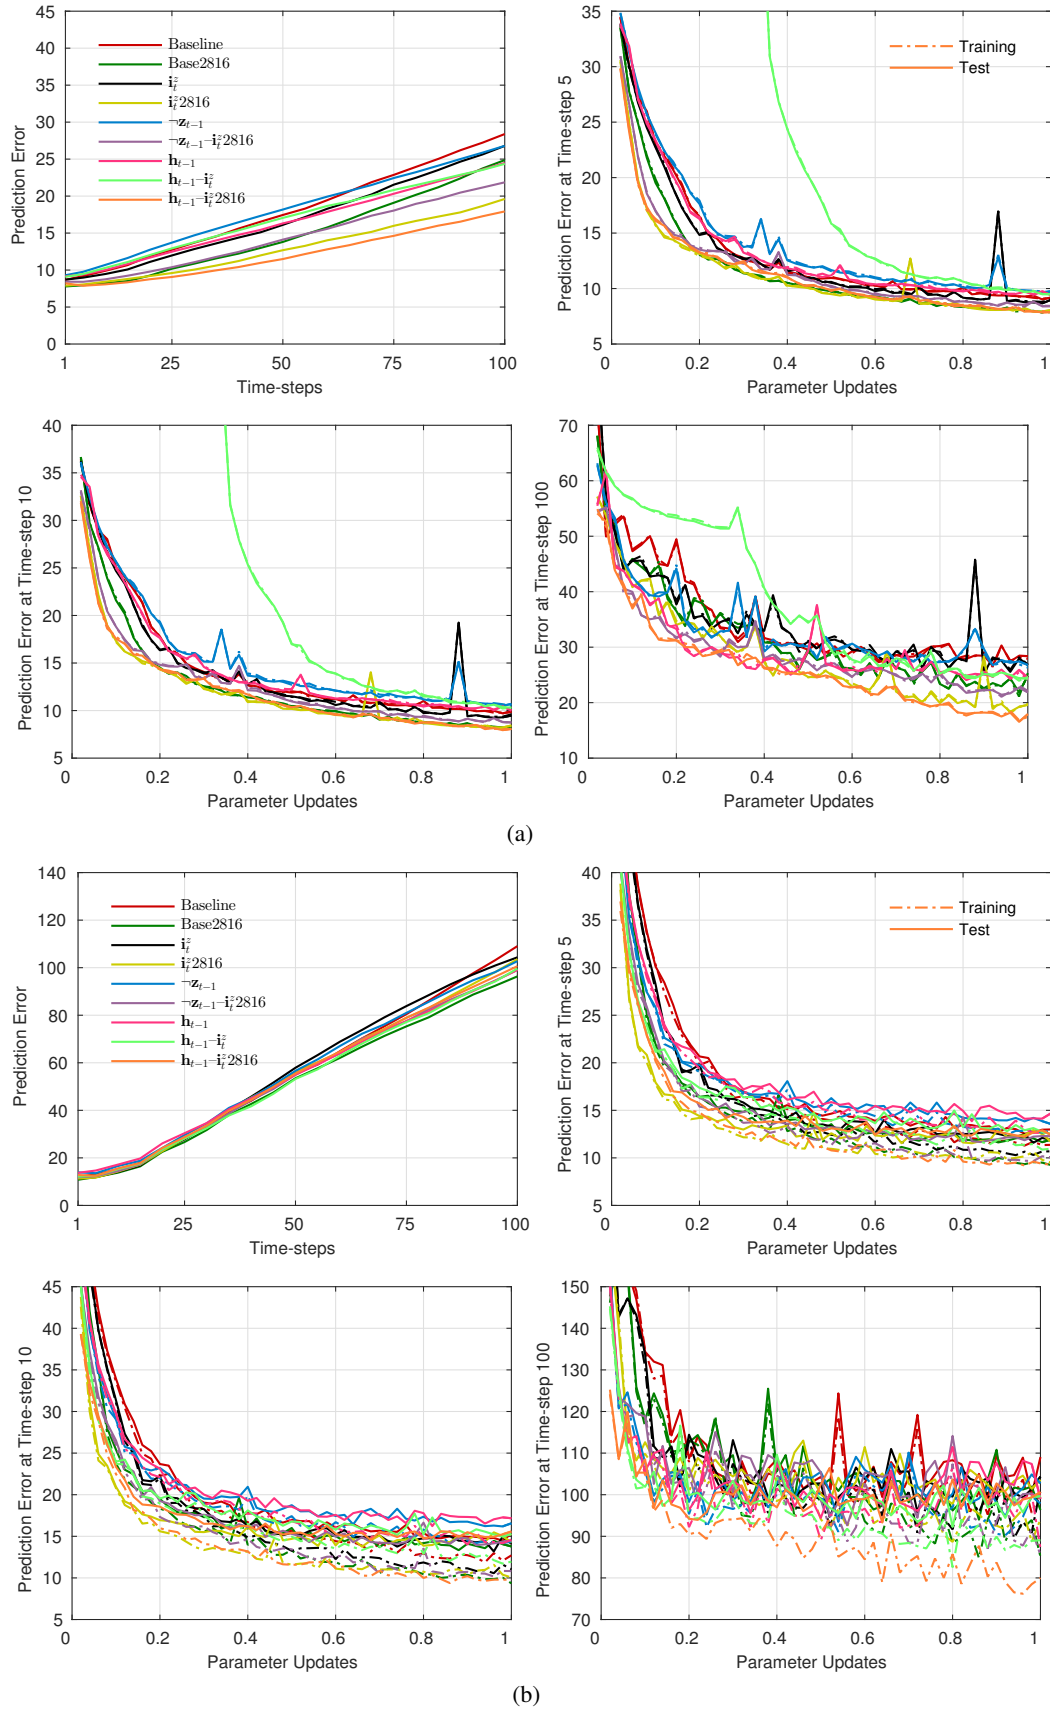 45
40
35
30
25
20
15
10
5
0
Prediction Error
Baseline
Base2816
i_t^z
i_t^z2816
¬z_{t−1}
¬z_{t−1}–i_t^z2816
h_{t−1}
h_{t−1}–i_t^z
h_{t−1}–i_t^z2816
1 25 50 75 100
Time-steps
35
30
25
20
15
10
5
Prediction Error at Time-step 5
Training
Test
0 0.2 0.4 0.6 0.8 1
Parameter Updates
40
35
30
25
20
15
10
5
Prediction Error at Time-step 10
0 0.2 0.4 0.6 0.8 1
Parameter Updates
70
60
50
40
30
20
10
Prediction Error at Time-step 100
0 0.2 0.4 0.6 0.8 1
Parameter Updates
(a)
140
120
100
80
60
40
20
0
Prediction Error
Baseline
Base2816
i_t^z
i_t^z2816
¬z_{t−1}
¬z_{t−1}–i_t^z2816
h_{t−1}
h_{t−1}–i_t^z
h_{t−1}–i_t^z2816
1 25 50 75 100
Time-steps
40
35
30
25
20
15
10
5
Prediction Error at Time-step 5
Training
Test
0 0.2 0.4 0.6 0.8 1
Parameter Updates
45
40
35
30
25
20
15
10
5
Prediction Error at Time-step 10
0 0.2 0.4 0.6 0.8 1
Parameter Updates
150
140
130
120
110
100
90
80
70
Prediction Error at Time-step 100
0 0.2 0.4 0.6 0.8 1
Parameter Updates
(b)